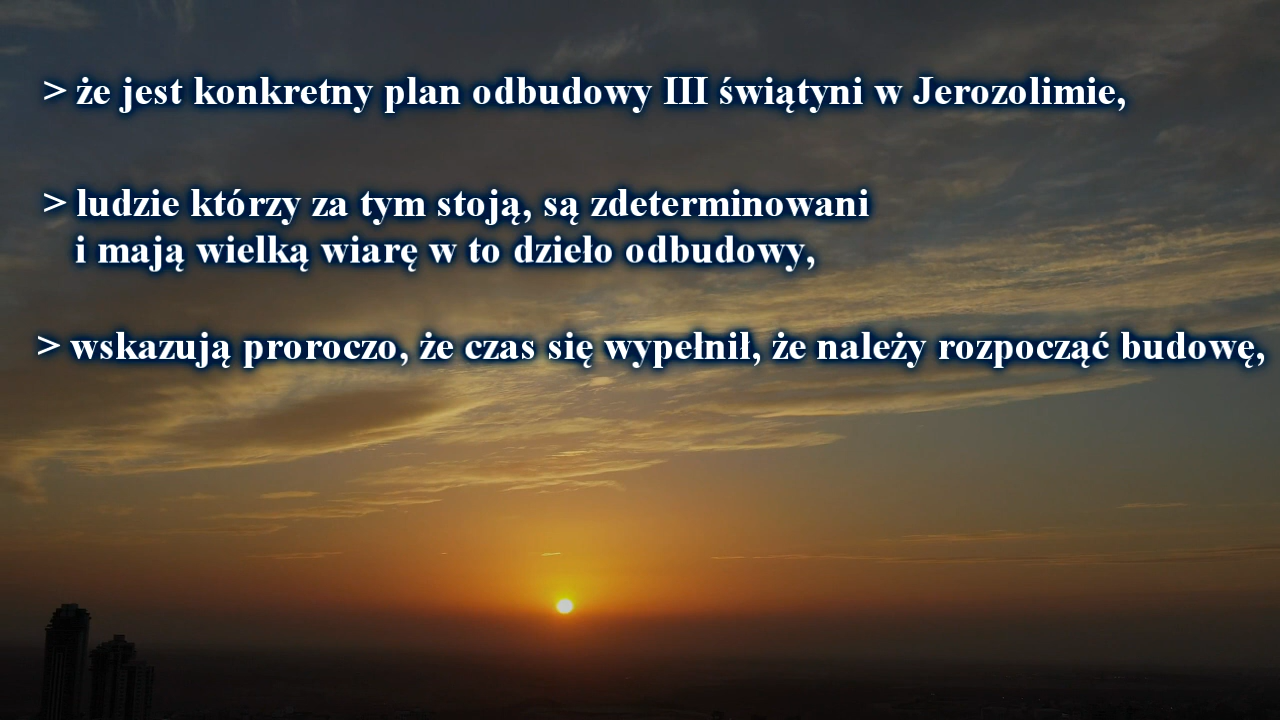 > że jest konkretny plan odbudowy III świątyni w Jerozolimie,
> ludzie którzy za tym stoją, są zdeterminowani
i mają wielką wiarę w to dzieło odbudowy,
> wskazują proroczo, że czas się wypełnił, że należy rozpocząć budowę,